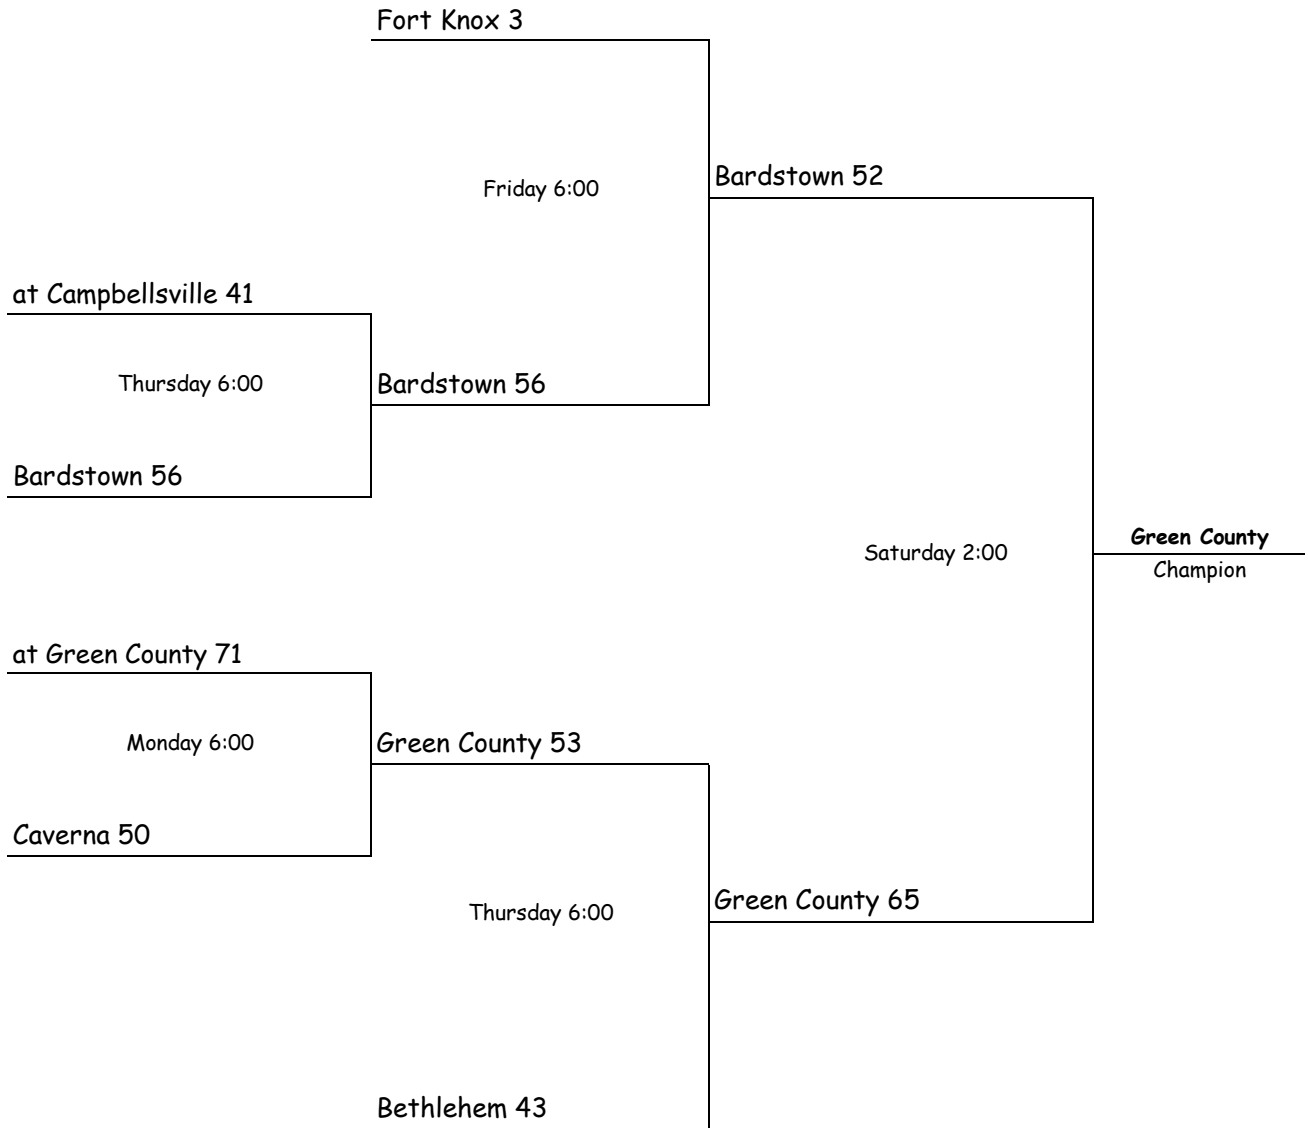 Fort Knox 3
Friday 6:00
Bardstown 52
at Campbellsville 41
Thursday 6:00
Bardstown 56
Bardstown 56
Saturday 2:00
Green County
Champion
at Green County 71
Monday 6:00
Green County 53
Caverna 50
Thursday 6:00
Green County 65
Bethlehem 43